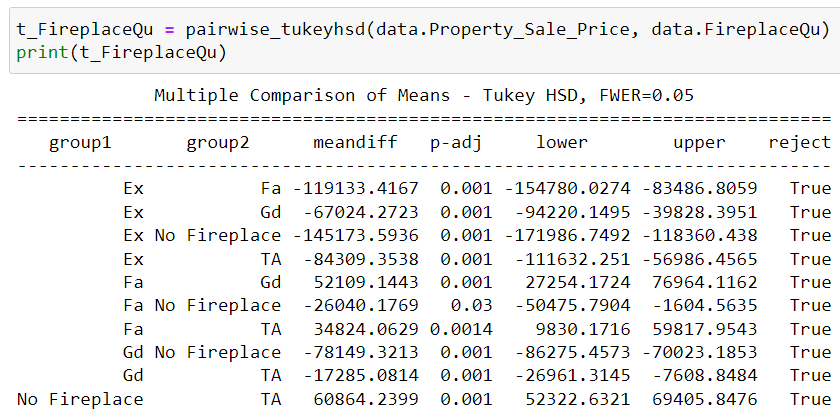 t_FireplaceQu = pairwise_tukeyhsd(data.Property_Sale_Price, data.FireplaceQu)
print(t_FireplaceQu)
Multiple Comparison of Means - Tukey HSD, FWER=0.05
================================================================================
group1 group2 meandiff p-adj lower upper reject
--------------------------------------------------------------------------------
Ex Fa -119133.4167 0.001 -154780.0274 -83486.8059 True
Ex Gd -67024.2723 0.001 -94220.1495 -39828.3951 True
Ex No Fireplace -145173.5936 0.001 -171986.7492 -118360.438 True
Ex TA -84309.3538 0.001 -111632.251 -56986.4565 True
Fa Gd 52109.1443 0.001 27254.1724 76964.1162 True
Fa No Fireplace -26040.1769 0.03 -50475.7904 -1604.5635 True
Fa TA 34824.0629 0.0014 9830.1716 59817.9543 True
Gd No Fireplace -78149.3213 0.001 -86275.4573 -70023.1853 True
Gd TA -17285.0814 0.001 -26961.3145 -7608.8484 True
No Fireplace TA 60864.2399 0.001 52322.6321 69405.8476 True